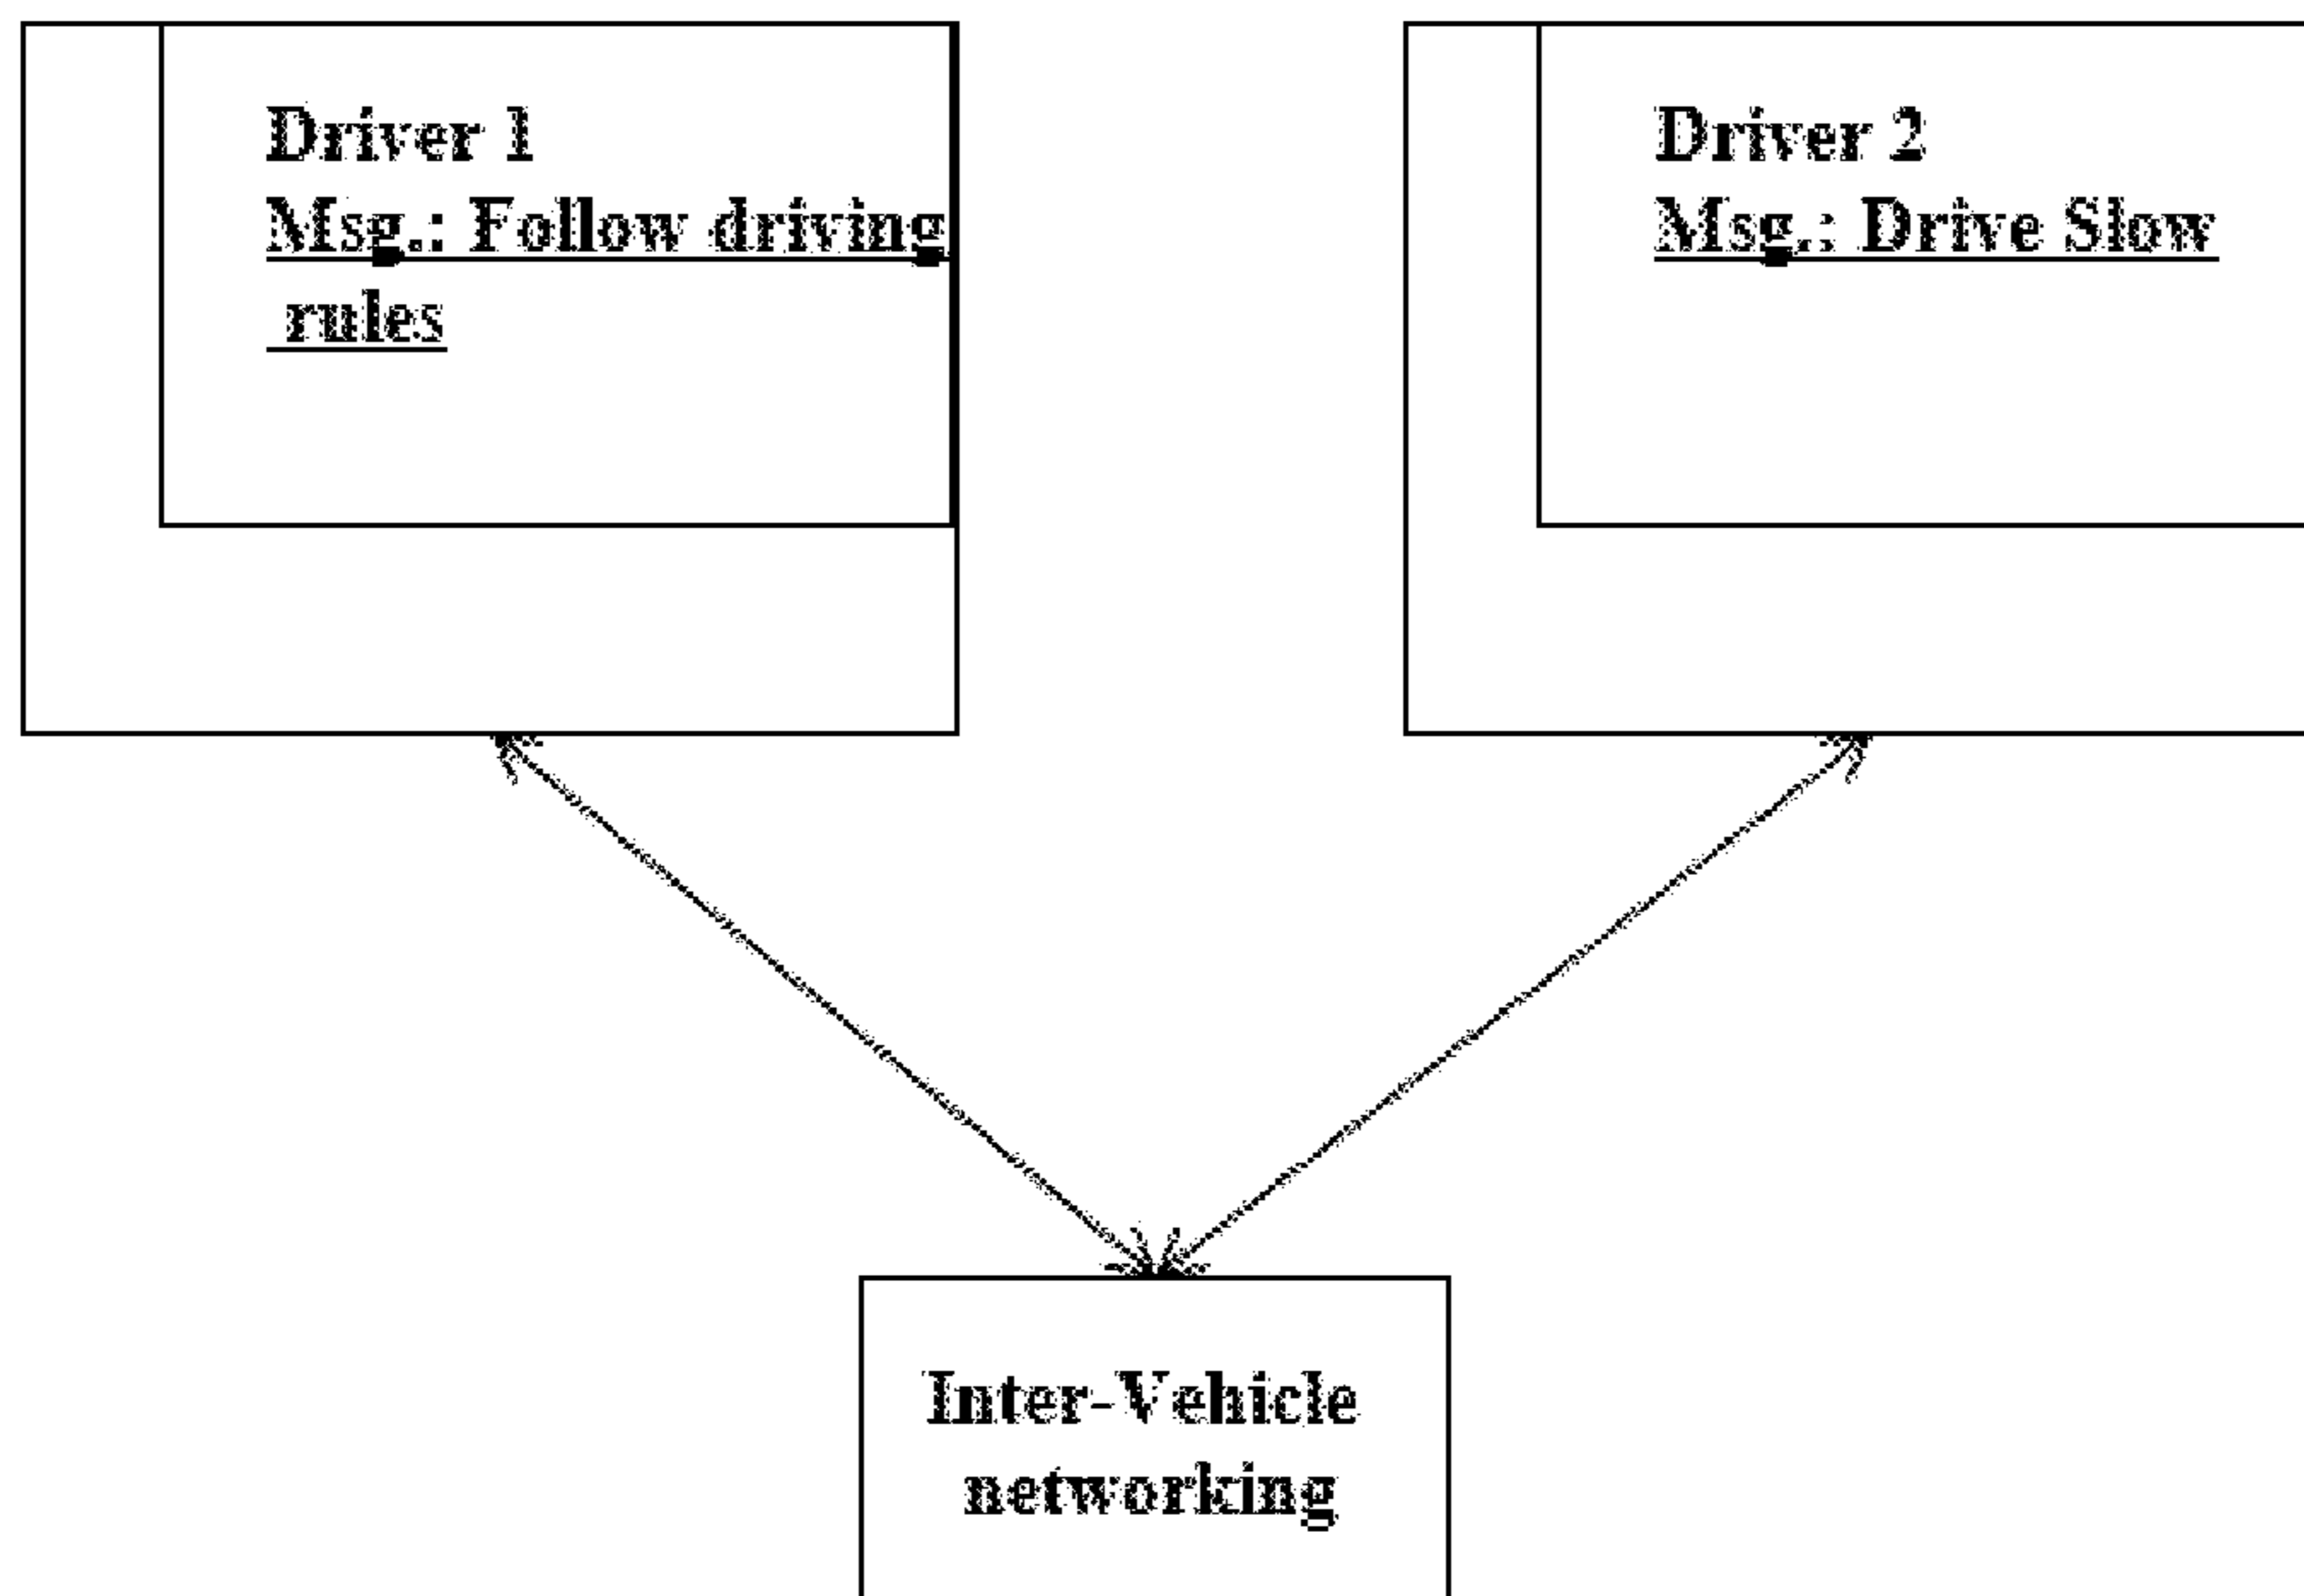 Driver 1
Msg.: Follow driving
rules
Driver 2
Msg.: Drive Slow
Inter-Vehicle
networking